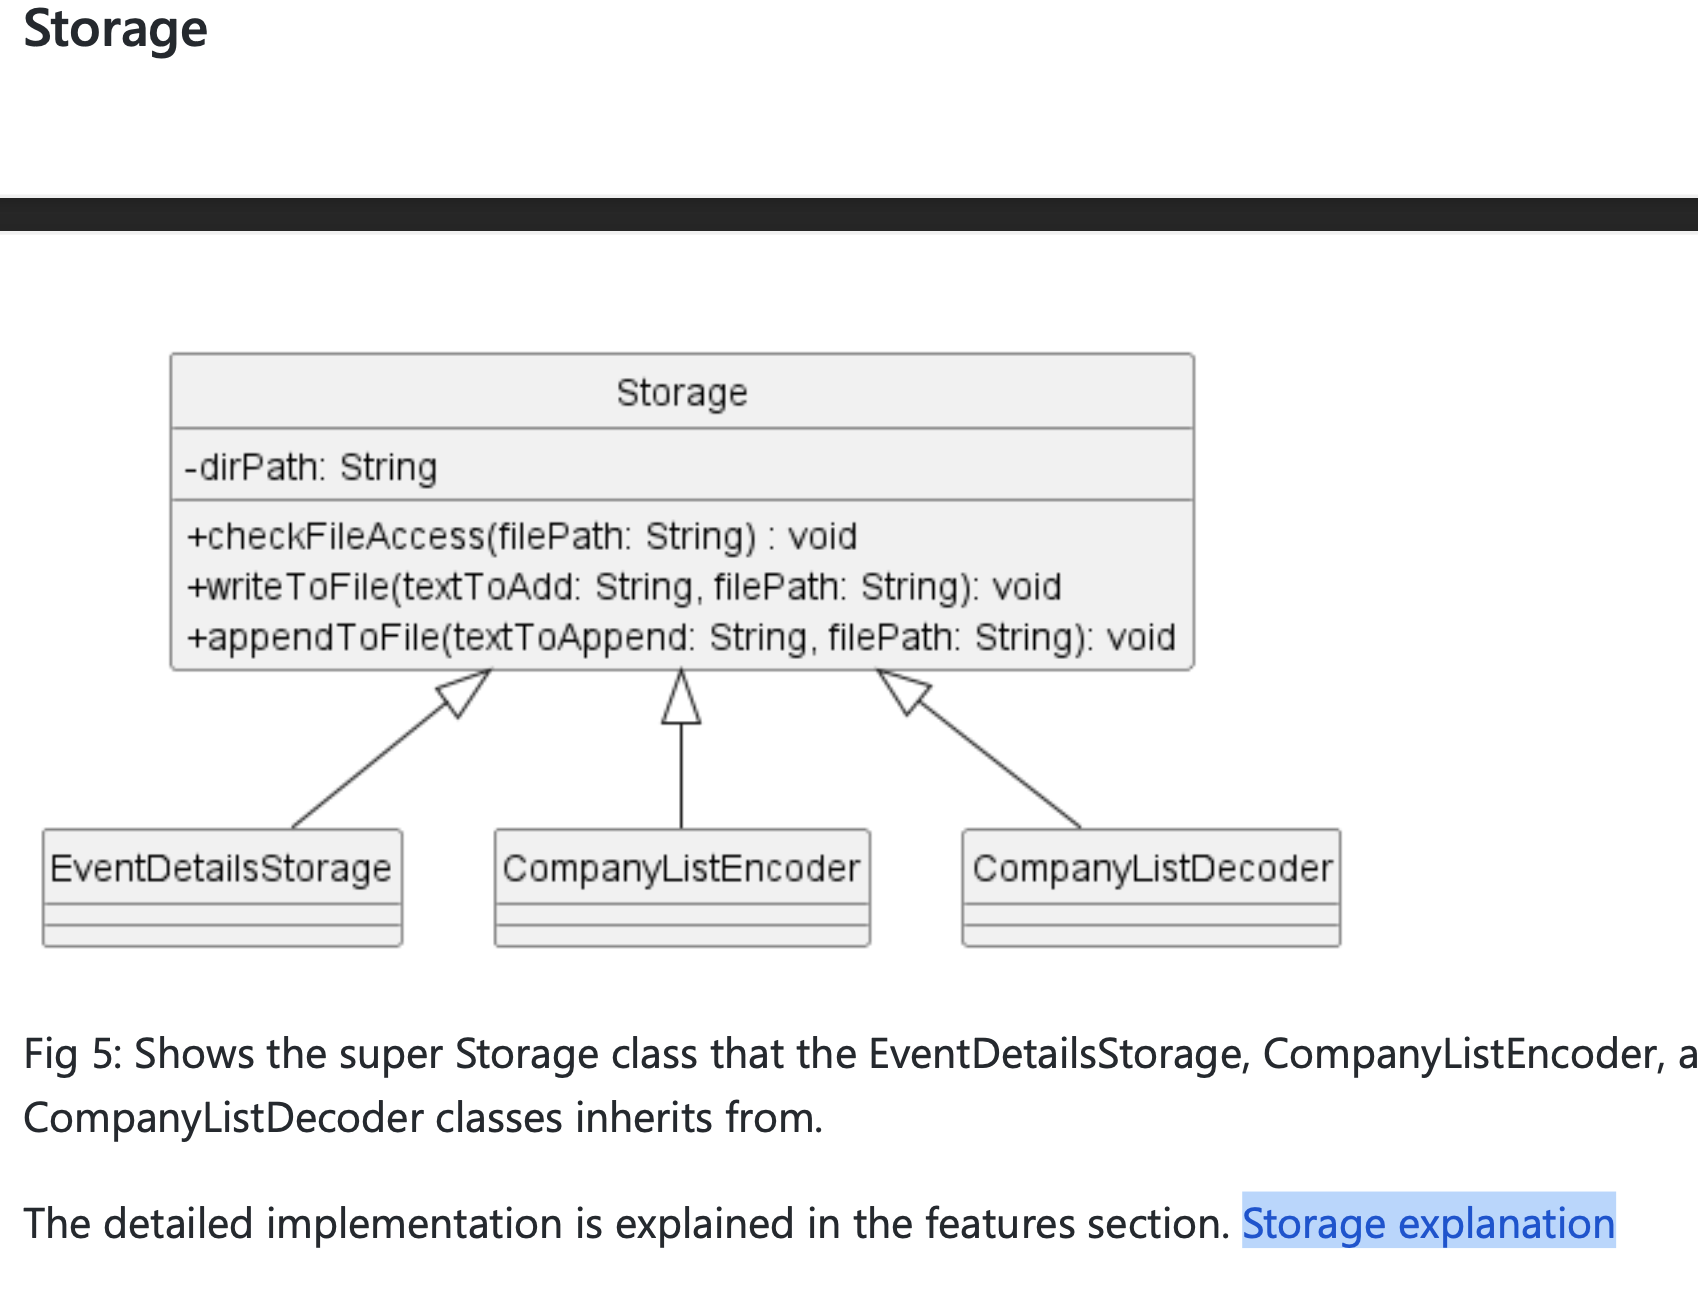 Storage
Storage
-dirPath: String
+checkFileAccess(filePath: String) : void
+writeToFile(textToAdd: String, filePath: String): void
+appendToFile(textToAppend: String, filePath: String): void
EventDetailsStorage
CompanyListEncoder
CompanyListDecoder
Fig 5: Shows the super Storage class that the EventDetailsStorage, CompanyListEncoder, a
CompanyListDecoder classes inherits from.
The detailed implementation is explained in the features section. Storage explanation